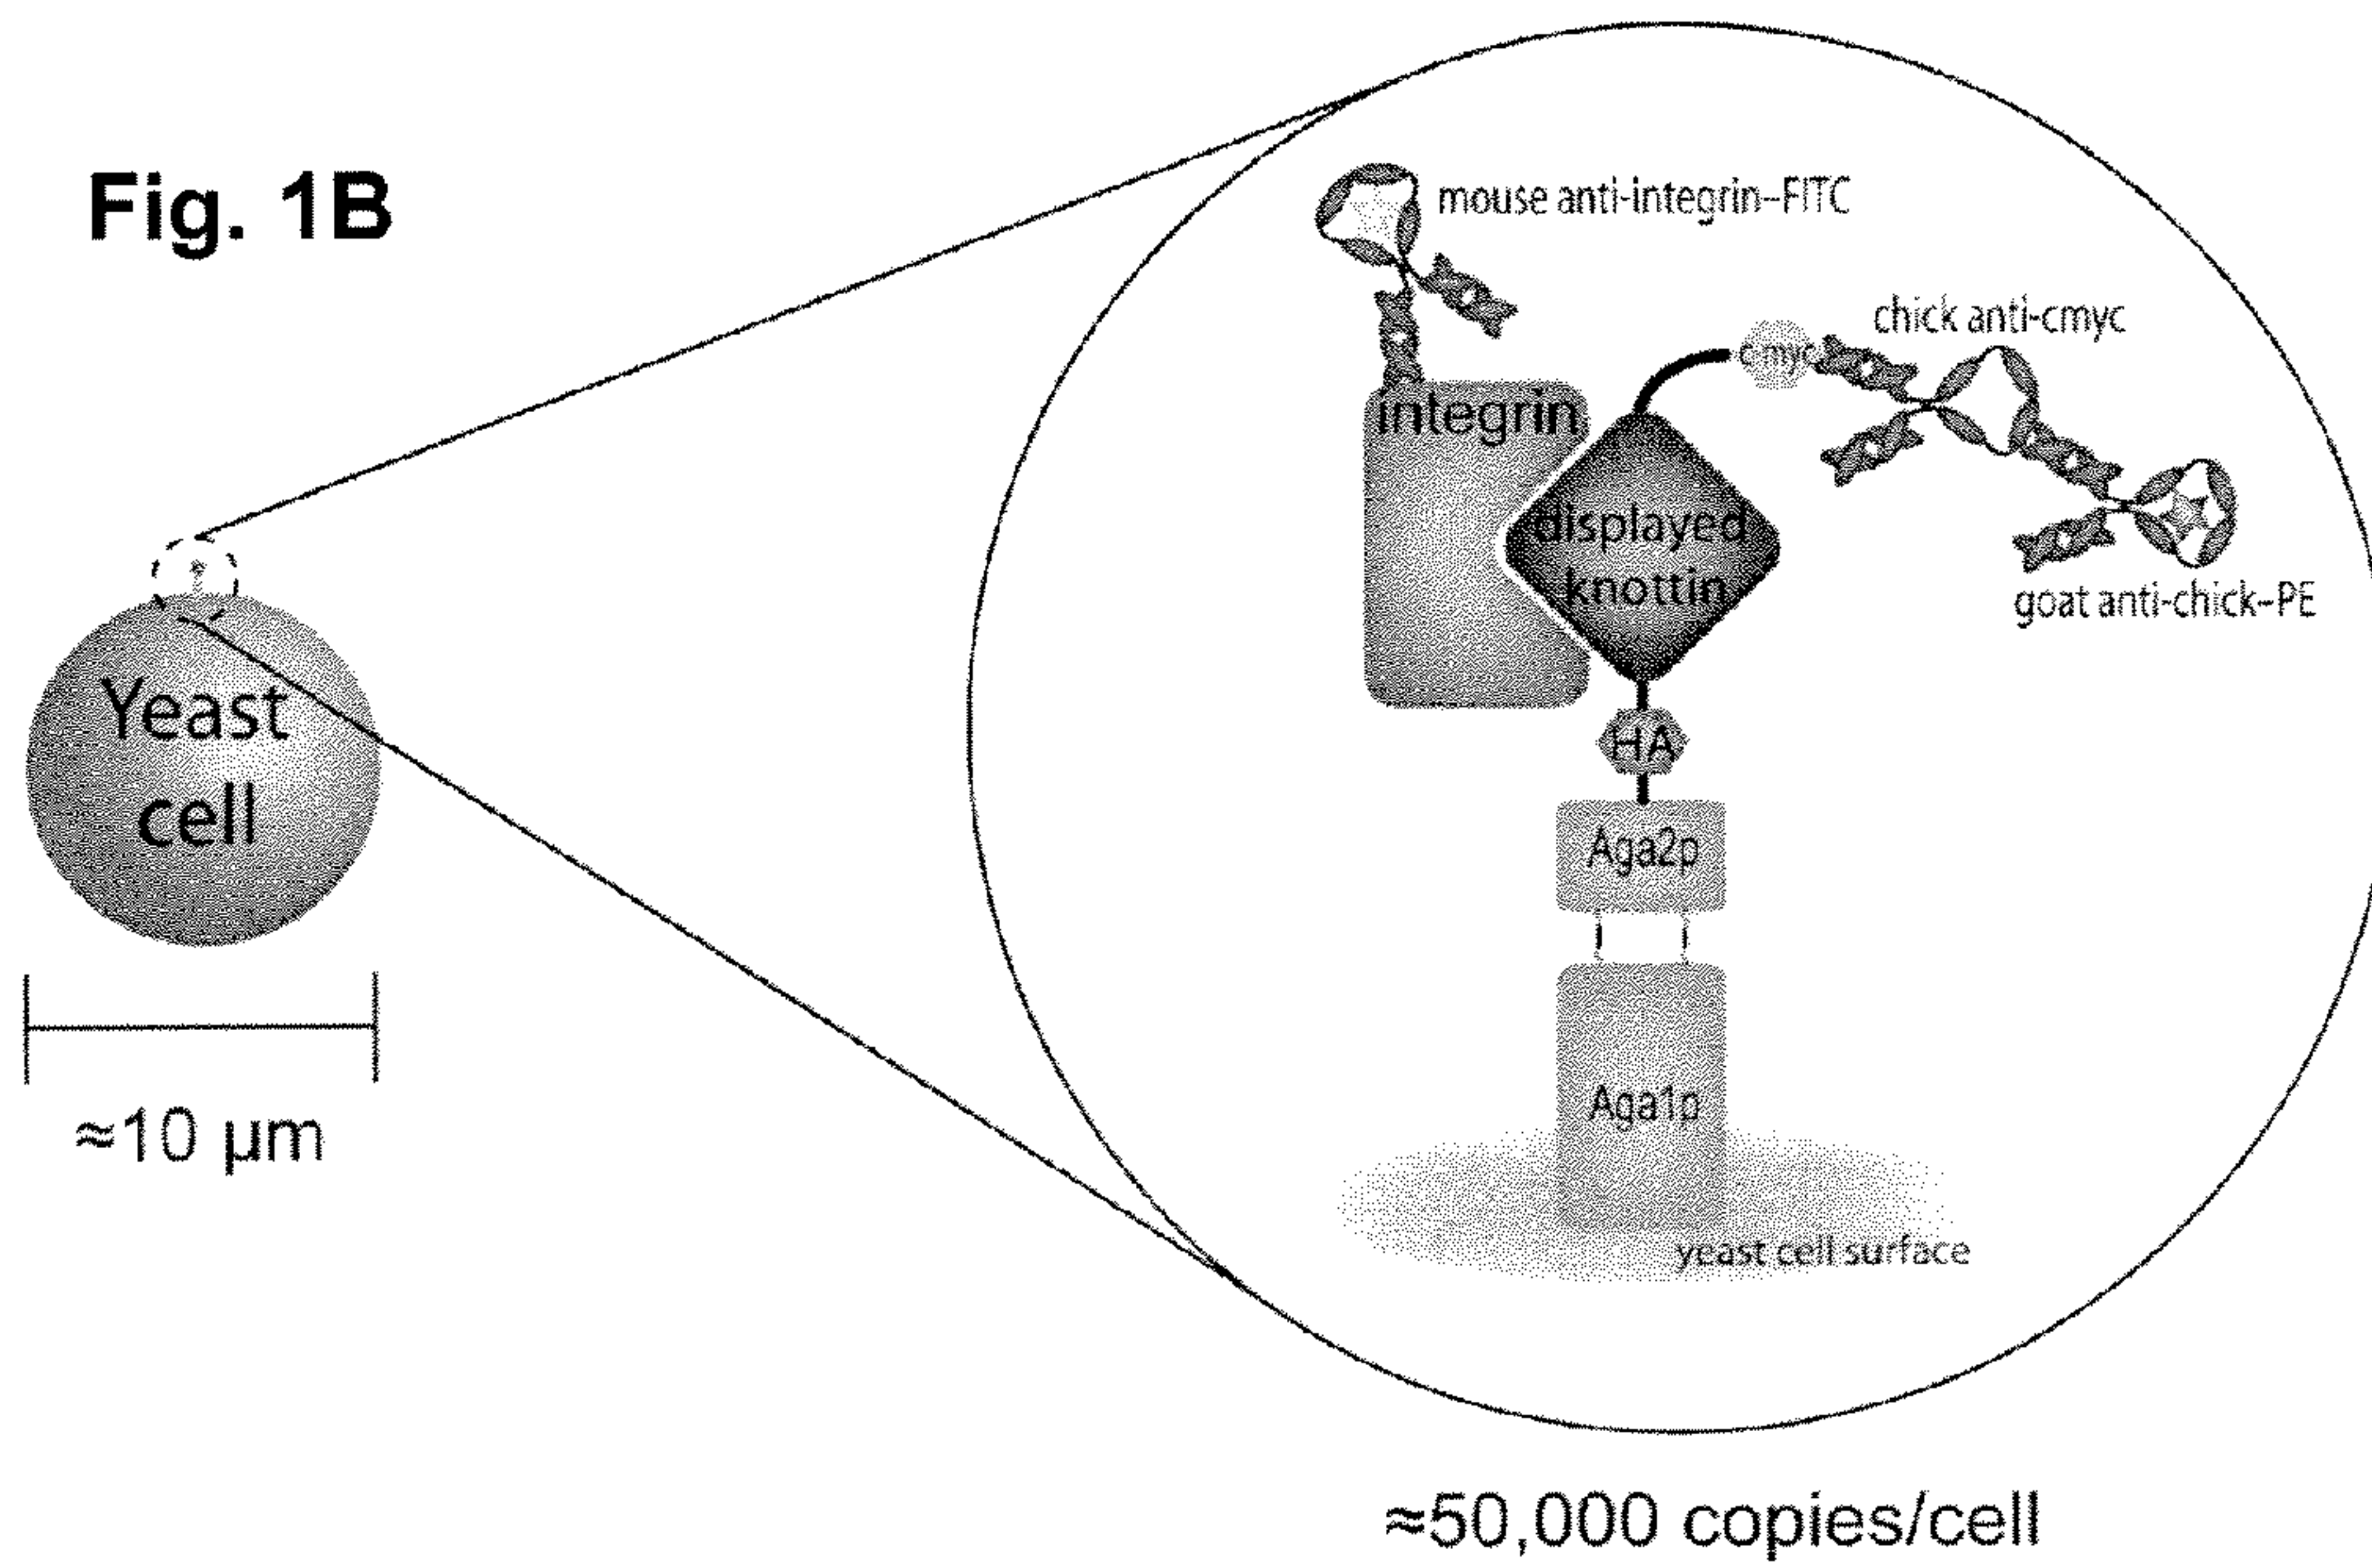 Fig. 1B
mouse anti-integrin-FITC
chick anti-cmyc
c-myc
integrin
displayed
knottin
goat anti-chick-PE
Yeast
cell
HA
Aga2p
Aga1p
yeast cell surface
≈10 µm
≈50,000 copies/cell